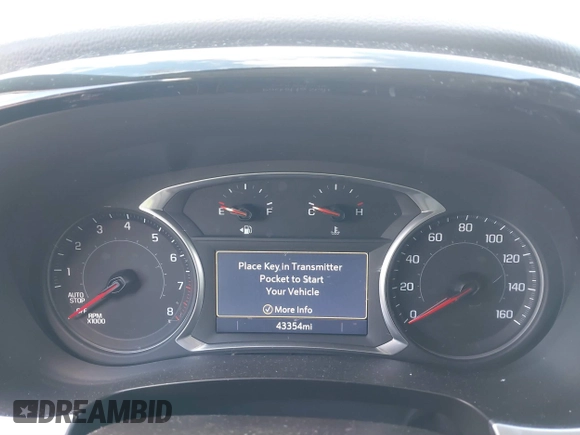 E F
C H
1 2 3 4 5 6 7 8
AUTO
STOP
OFF
RPM
X1000
Place Key in Transmitter
Pocket to Start
Your Vehicle
More Info
43354mi
0 20 40 60 80 100 120 140 160
DREAMBID